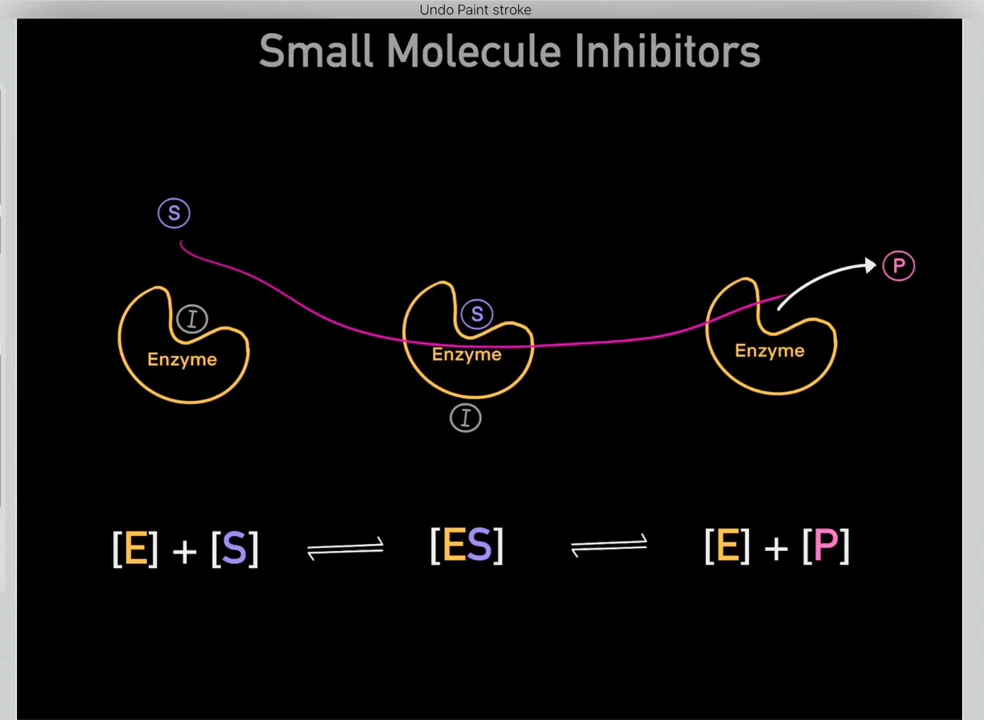 Undo Paint stroke
Small Molecule Inhibitors
S
P
I
S
Enzyme
Enzyme
Enzyme
I
[E] + [S] ⇌ [ES] ⇌ [E] + [P]